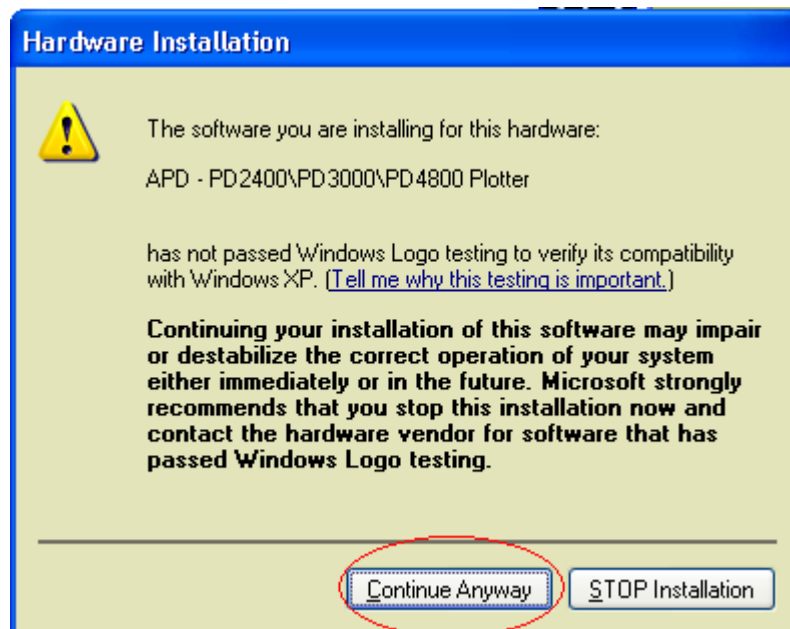 Hardware Installation
The software you are installing for this hardware:
APD - PD2400\PD3000\PD4800 Plotter
has not passed Windows Logo testing to verify its compatibility
with Windows XP. (Tell me why this testing is important.)
Continuing your installation of this software may impair
or destabilize the correct operation of your system
either immediately or in the future. Microsoft strongly
recommends that you stop this installation now and
contact the hardware vendor for software that has
passed Windows Logo testing.
Continue Anyway
STOP Installation